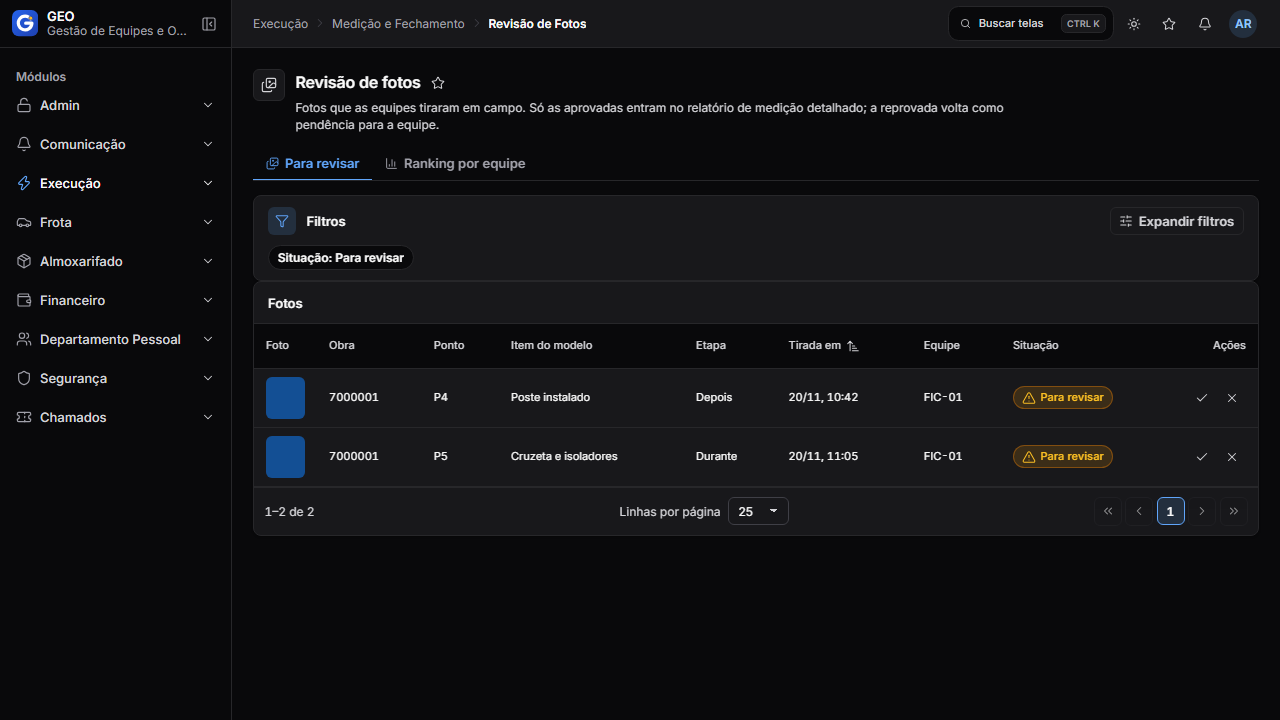 GEO
Gestão de Equipes e O...
Execução
Medição e Fechamento
Revisão de Fotos
Buscar telas
CTRL K
AR
Módulos
Admin
Comunicação
Execução
Frota
Almoxarifado
Financeiro
Departamento Pessoal
Segurança
Chamados
Revisão de fotos
Fotos que as equipes tiraram em campo. Só as aprovadas entram no relatório de medição detalhado; a reprovada volta como
pendência para a equipe.
Para revisar
Ranking por equipe
Filtros
Expandir filtros
Situação: Para revisar
Fotos
Foto Obra Ponto Item do modelo Etapa Tirada em Equipe Situação Ações
7000001 P4 Poste instalado Depois 20/11, 10:42 FIC-01 Para revisar
7000001 P5 Cruzeta e isoladores Durante 20/11, 11:05 FIC-01 Para revisar
1–2 de 2
Linhas por página 25
1